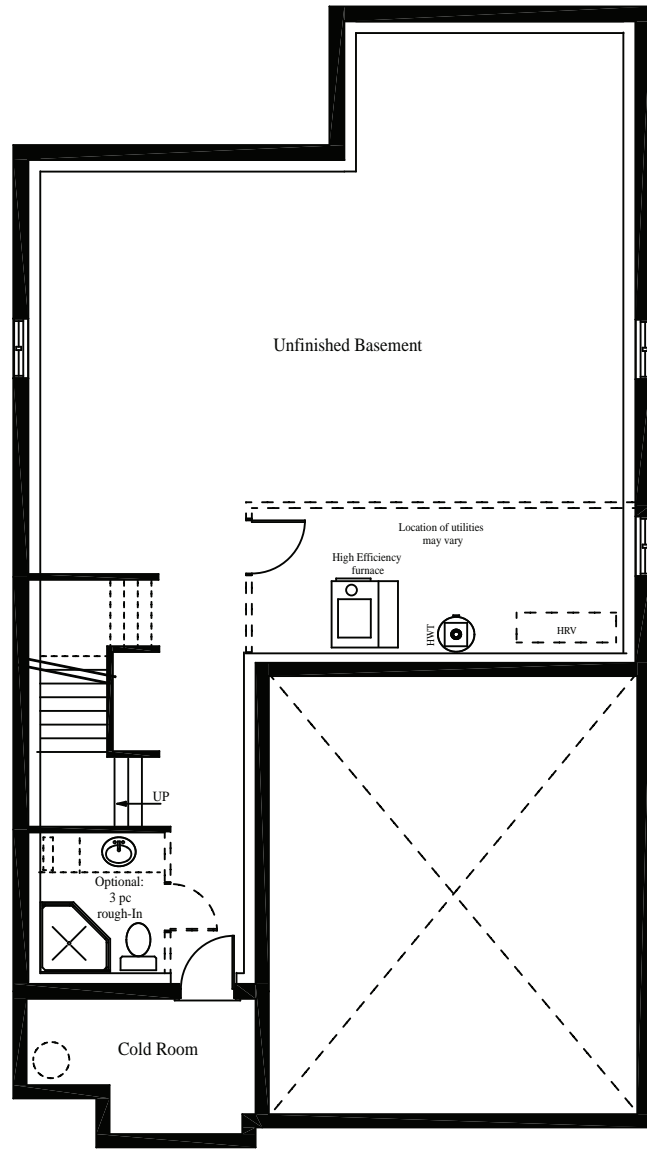 Unfinished Basement
Location of utilities
may vary
High Efficiency
furnace
HWT
HRV
UP
Optional:
3 pc
rough-In
Cold Room